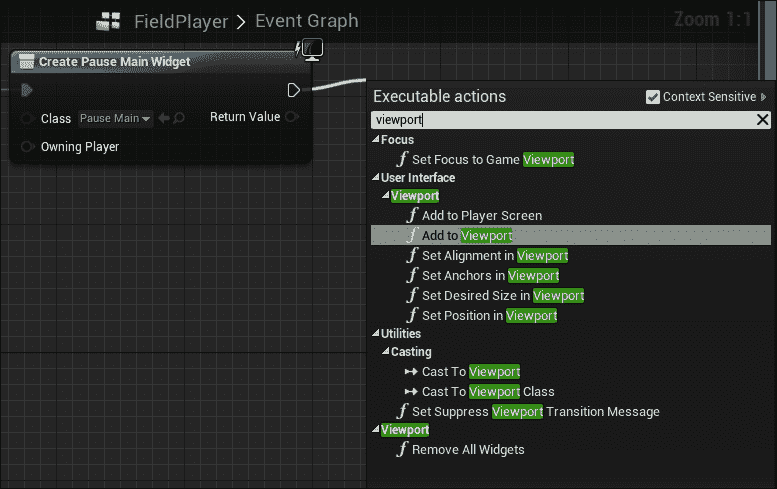 FieldPlayer > Event Graph
Zoom 1:1
Create Pause Main Widget
Class Pause Main Return Value
Owning Player
Executable actions Context Sensitive
viewport
Focus
f Set Focus to Game Viewport
User Interface
Viewport
f Add to Player Screen
f Add to Viewport
f Set Alignment in Viewport
f Set Anchors in Viewport
f Set Desired Size in Viewport
f Set Position in Viewport
Utilities
Casting
Cast To Viewport
Cast To Viewport Class
f Set Suppress Viewport Transition Message
Viewport
f Remove All Widgets